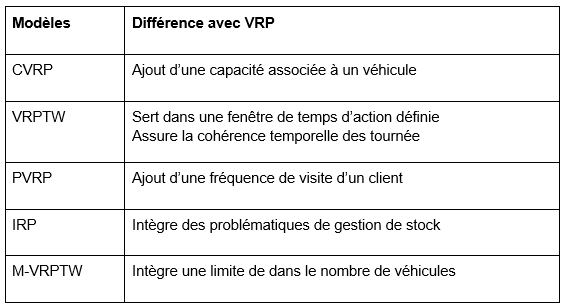 Modèles Différence avec VRP
CVRP Ajout d'une capacité associée à un véhicule
VRPTW Sert dans une fenêtre de temps d'action définie
Assure la cohérence temporelle des tournée
PVRP Ajout d'une fréquence de visite d'un client
IRP Intègre des problématiques de gestion de stock
M-VRPTW Intègre une limite de dans le nombre de véhicules